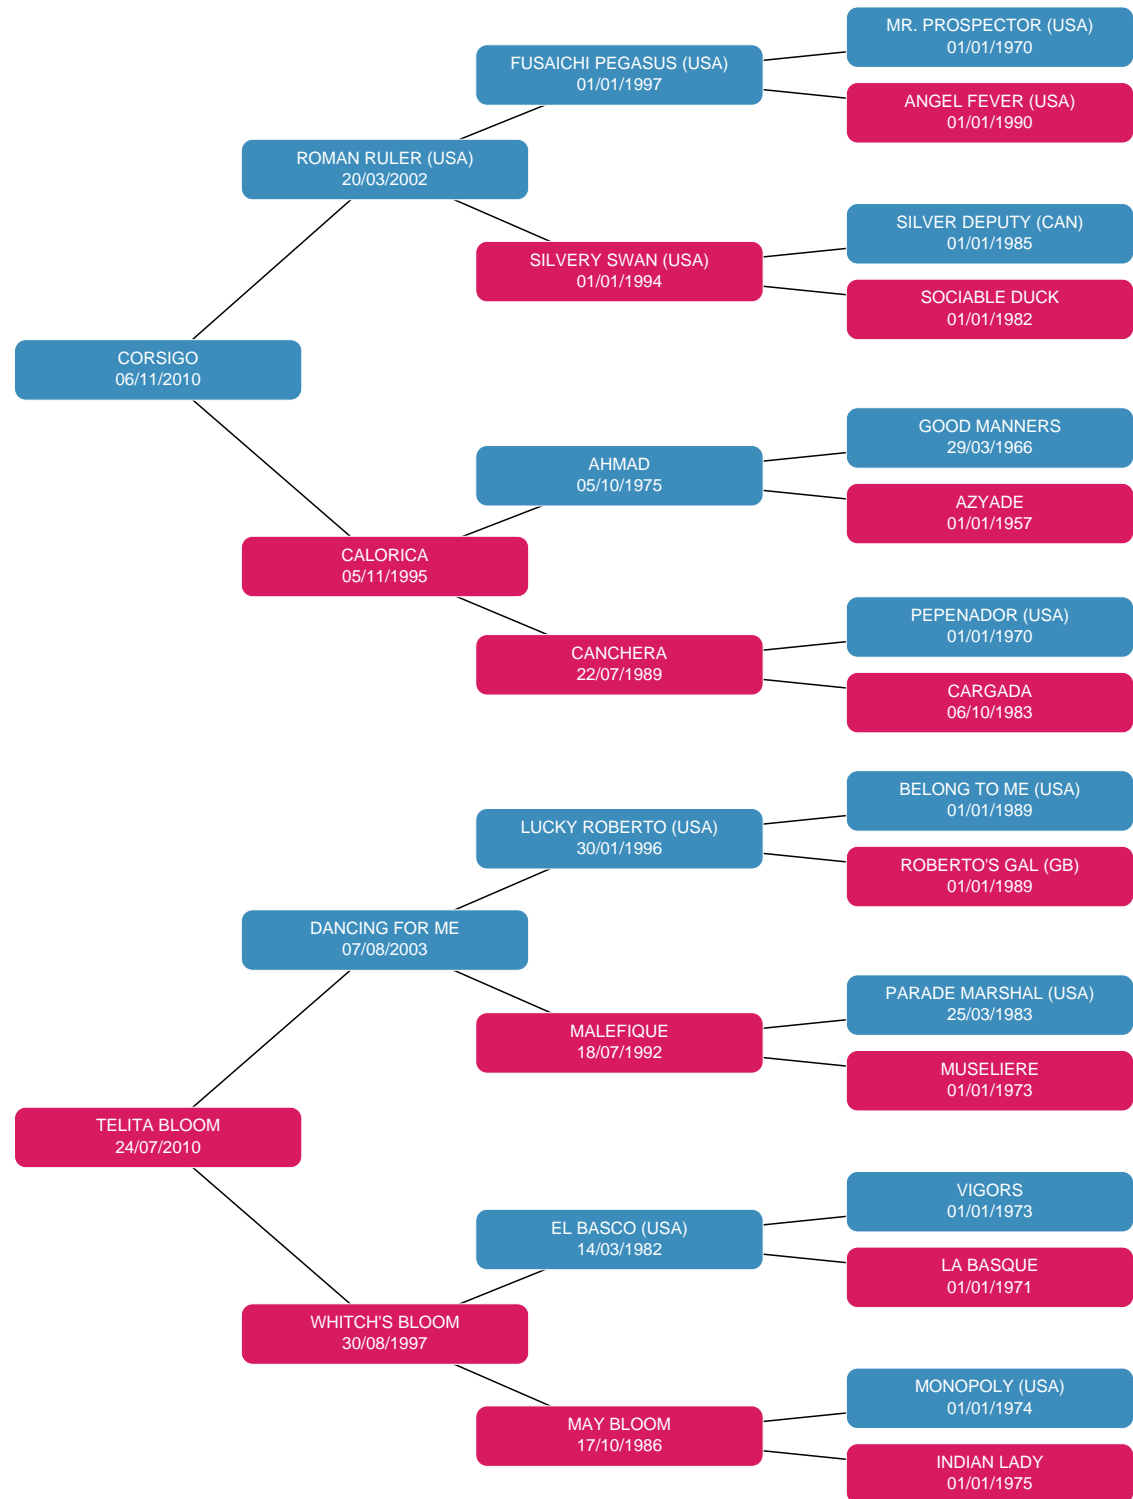 MR. PROSPECTOR (USA)
01/01/1970
FUSAICHI PEGASUS (USA)
01/01/1997
ANGEL FEVER (USA)
01/01/1990
ROMAN RULER (USA)
20/03/2002
SILVER DEPUTY (CAN)
01/01/1985
SILVERY SWAN (USA)
01/01/1994
SOCIABLE DUCK
01/01/1982
CORSIGO
06/11/2010
GOOD MANNERS
29/03/1966
AHMAD
05/10/1975
AZYADE
01/01/1957
CALORICA
05/11/1995
PEPENADOR (USA)
01/01/1970
CANCHERA
22/07/1989
CARGADA
06/10/1983
BELONG TO ME (USA)
01/01/1989
LUCKY ROBERTO (USA)
30/01/1996
ROBERTO'S GAL (GB)
01/01/1989
DANCING FOR ME
07/08/2003
PARADE MARSHAL (USA)
25/03/1983
MALEFIQUE
18/07/1992
MUSELIERE
01/01/1973
TELITA BLOOM
24/07/2010
VIGORS
01/01/1973
EL BASCO (USA)
14/03/1982
LA BASQUE
01/01/1971
WHITCH'S BLOOM
30/08/1997
MONOPOLY (USA)
01/01/1974
MAY BLOOM
17/10/1986
INDIAN LADY
01/01/1975